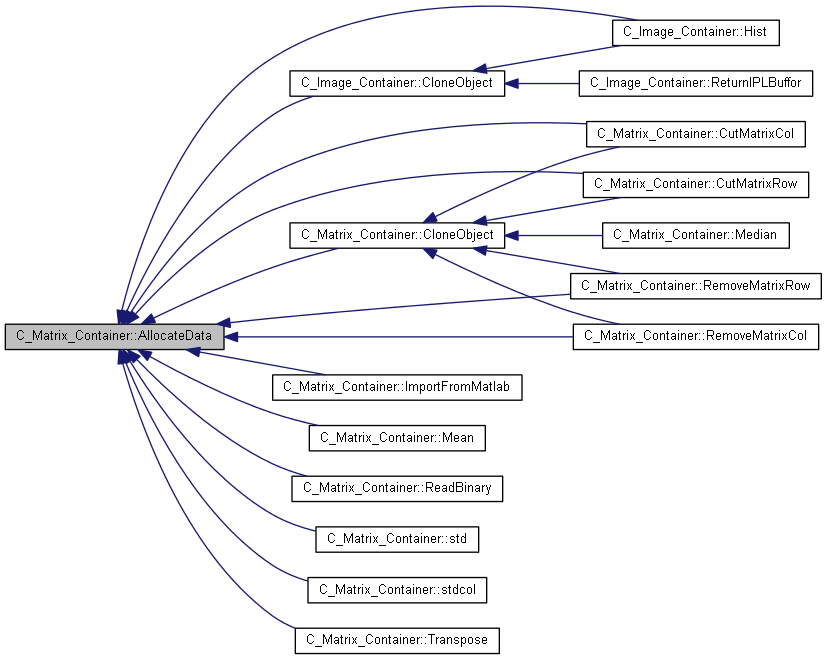 C_Image_Container::Hist
C_Image_Container::CloneObject
C_Image_Container::ReturnIPLBuffor
C_Matrix_Container::CutMatrixCol
C_Matrix_Container::CutMatrixRow
C_Matrix_Container::CloneObject
C_Matrix_Container::Median
C_Matrix_Container::RemoveMatrixRow
C_Matrix_Container::AllocateData
C_Matrix_Container::RemoveMatrixCol
C_Matrix_Container::ImportFromMatlab
C_Matrix_Container::Mean
C_Matrix_Container::ReadBinary
C_Matrix_Container::std
C_Matrix_Container::stdcol
C_Matrix_Container::Transpose